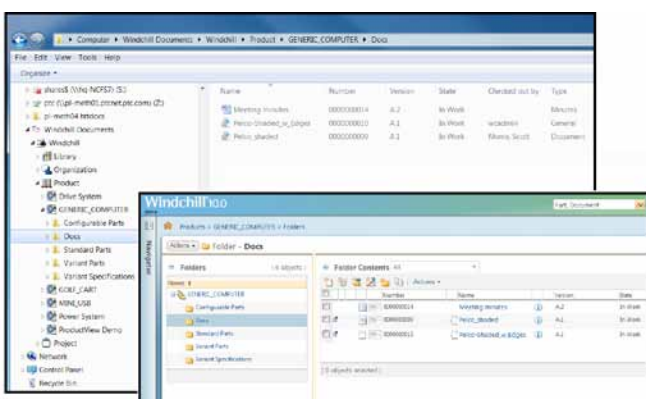 Computer Windchill Documents Windchill Product GENERIC_COMPUTER Docs
File Edit View Tools Help
Organize
Name Number Version State Checked out by Type
Meeting minutes 0000000014 A.2 In Work Minutes
Pelco-Shaded_w_Edges A.1 In Work wcadmin General
Pelco_shaded 0000000009 A.1 In Work Document
Windchill Documents
Windchill
Library
Organization
Product
Drive System
GENERIC_COMPUTER
Configurable Parts
Docs
Standard Parts
Variant Parts
Variant Specifications
GOLF_CART
MINI_USB
Power System
ProductView Demo
Project
Network
Control Panel
Recycle Bin
Windchill 10.0
Part, Document
Navigator
Products > GENERIC_COMPUTER > Folders
Actions Folder - Docs
Folders
GENERIC_COMPUTER
Configurable Parts
Docs
Standard Parts
Variant Parts
Variant Specifications
Folder Contents All
Actions
Number Name Version State
Meeting minutes A.2 In Work
Pelco_shaded A.1 In Work
Pelco-Shaded_w_Edges A.1 In Work